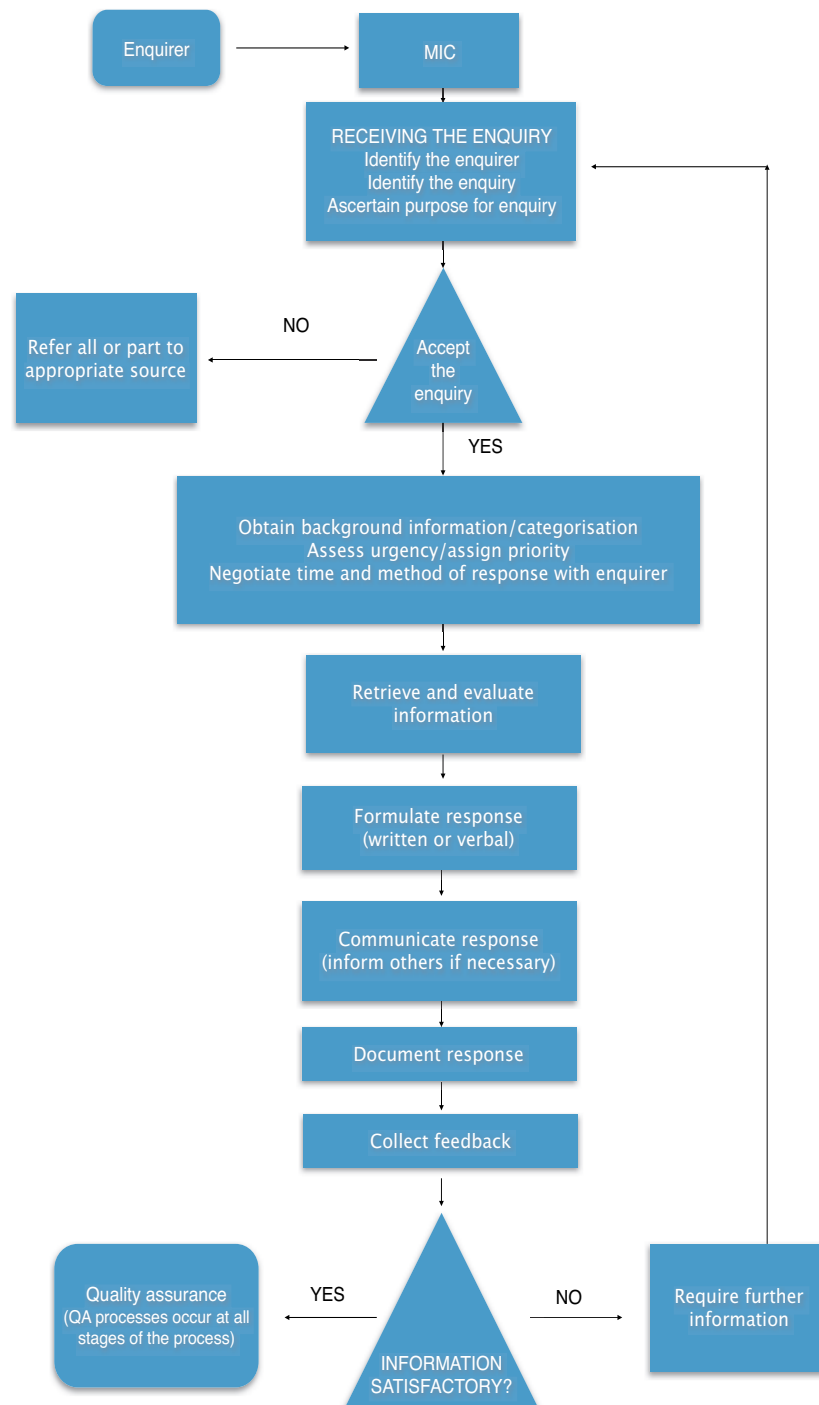 Enquirer
MIC
RECEIVING THE ENQUIRY
Identify the enquirer
Identify the enquiry
Ascertain purpose for enquiry
NO
Refer all or part to
appropriate source
Accept
the
enquiry
YES
Obtain background information/categorisation
Assess urgency/assign priority
Negotiate time and method of response with enquirer
Retrieve and evaluate
information
Formulate response
(written or verbal)
Communicate response
(inform others if necessary)
Document response
Collect feedback
Quality assurance
(QA processes occur at all
stages of the process)
YES
INFORMATION
SATISFACTORY?
NO
Require further
information